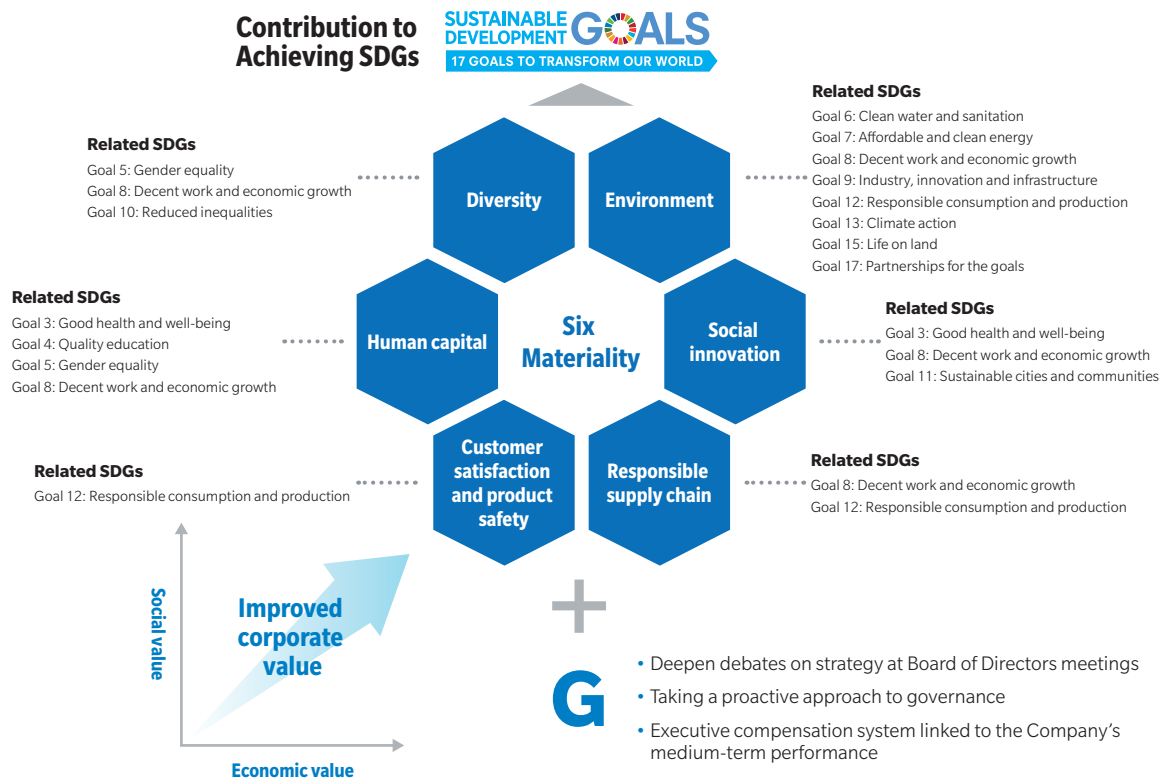 Contribution to
Achieving SDGs
SUSTAINABLE
DEVELOPMENT
GOALS
17 GOALS TO TRANSFORM OUR WORLD
Related SDGs
Goal 5: Gender equality
Goal 8: Decent work and economic growth
Goal 10: Reduced inequalities
Diversity
Environment
Related SDGs
Goal 6: Clean water and sanitation
Goal 7: Affordable and clean energy
Goal 8: Decent work and economic growth
Goal 9: Industry, innovation and infrastructure
Goal 12: Responsible consumption and production
Goal 13: Climate action
Goal 15: Life on land
Goal 17: Partnerships for the goals
Related SDGs
Goal 3: Good health and well-being
Goal 4: Quality education
Goal 5: Gender equality
Goal 8: Decent work and economic growth
Human capital
Six
Materiality
Social
innovation
Related SDGs
Goal 3: Good health and well-being
Goal 8: Decent work and economic growth
Goal 11: Sustainable cities and communities
Related SDGs
Goal 12: Responsible consumption and production
Customer
satisfaction
and product
safety
Responsible
supply chain
Related SDGs
Goal 8: Decent work and economic growth
Goal 12: Responsible consumption and production
Social value
Improved
corporate
value
Economic value
G
• Deepen debates on strategy at Board of Directors meetings
• Taking a proactive approach to governance
• Executive compensation system linked to the Company's
medium-term performance